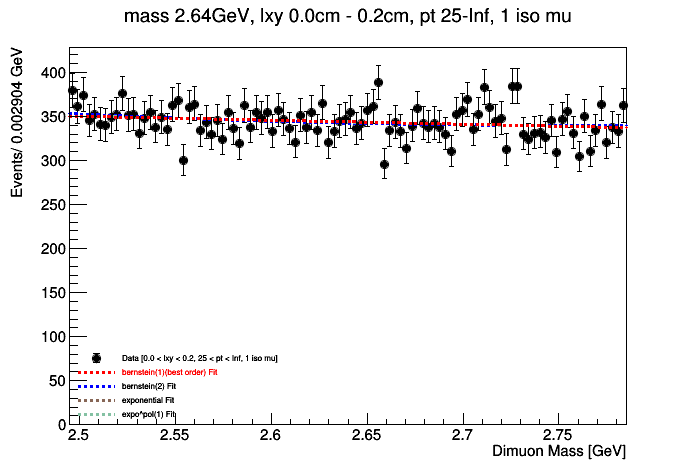 mass 2.64GeV, lxy 0.0cm - 0.2cm, pt 25-Inf, 1 iso mu
Events/ 0.002904 GeV
400
350
300
250
200
150
100
50
0
Data [0.0 < lxy < 0.2, 25 < pt < Inf, 1 iso mu]
bernstein(1)(best order) Fit
bernstein(2) Fit
exponential Fit
expo^pol(1) Fit
2.5 2.55 2.6 2.65 2.7 2.75
Dimuon Mass [GeV]